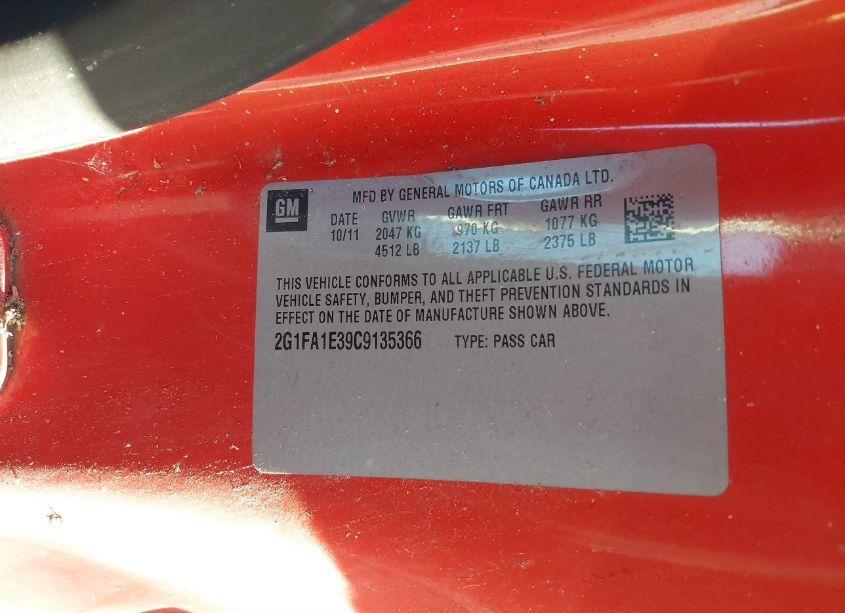 GM
MFD BY GENERAL MOTORS OF CANADA LTD.
DATE GVWR GAWR FRT GAWR RR
10/11 2047 KG 970 KG 1077 KG
4512 LB 2137 LB 2375 LB
THIS VEHICLE CONFORMS TO ALL APPLICABLE U.S. FEDERAL MOTOR
VEHICLE SAFETY, BUMPER, AND THEFT PREVENTION STANDARDS IN
EFFECT ON THE DATE OF MANUFACTURE SHOWN ABOVE.
2G1FA1E39C9135366 TYPE: PASS CAR